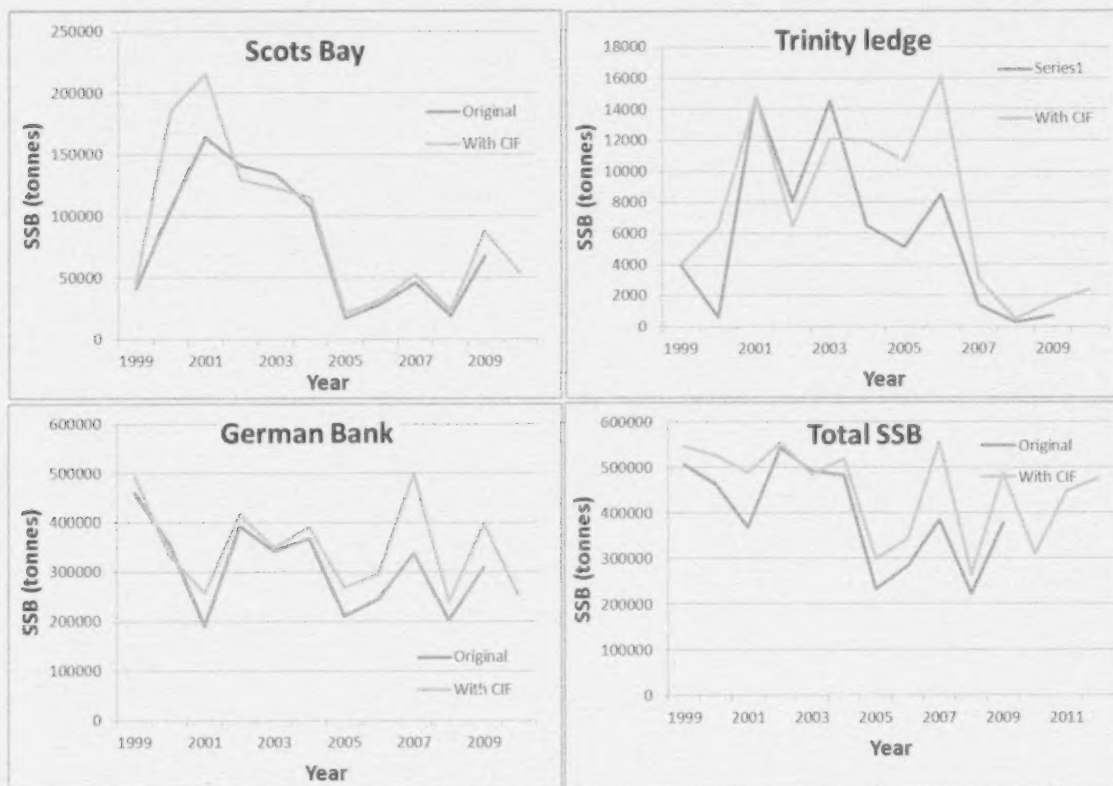 Scots Bay
SSB (tonnes)
250000
200000
150000
100000
50000
0
Original
With CIF
1999 2001 2003 2005 2007 2009
Year
Trinity ledge
SSB (tonnes)
18000
16000
14000
12000
10000
8000
6000
4000
2000
0
Series1
With CIF
1999 2001 2003 2005 2007 2009
Year
German Bank
SSB (tonnes)
600000
500000
400000
300000
200000
100000
0
Original
With CIF
1999 2001 2003 2005 2007 2009
Year
Total SSB
SSB (tonnes)
600000
500000
400000
300000
200000
100000
0
Original
With CIF
1999 2001 2003 2005 2007 2009 2011
Year